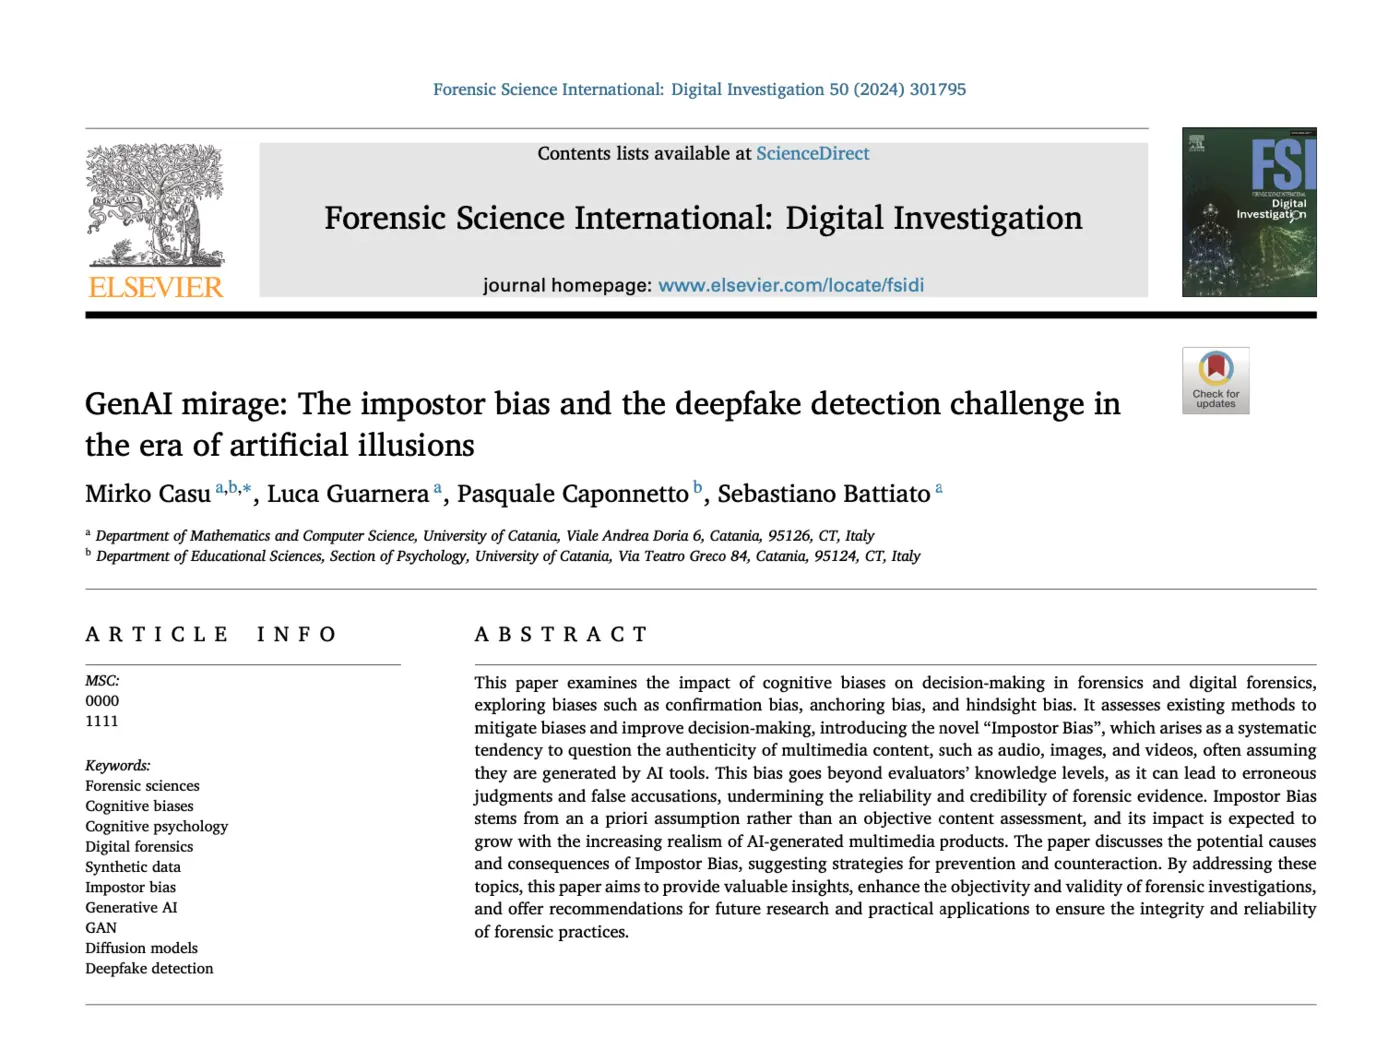 Forensic Science International: Digital Investigation 50 (2024) 301795
Contents lists available at ScienceDirect
Forensic Science International: Digital Investigation
journal homepage: www.elsevier.com/locate/fsidi
NON SOLUS
ELSEVIER
FSI
FORENSIC SCIENCE INTERNATIONAL
Digital
Investigation
Check for
updates
GenAI mirage: The impostor bias and the deepfake detection challenge in
the era of artificial illusions
Mirko Casu a,b,*, Luca Guarnera a, Pasquale Caponnetto b, Sebastiano Battiato a
a Department of Mathematics and Computer Science, University of Catania, Viale Andrea Doria 6, Catania, 95126, CT, Italy
b Department of Educational Sciences, Section of Psychology, University of Catania, Via Teatro Greco 84, Catania, 95124, CT, Italy
ARTICLE INFO
MSC:
0000
1111
Keywords:
Forensic sciences
Cognitive biases
Cognitive psychology
Digital forensics
Synthetic data
Impostor bias
Generative AI
GAN
Diffusion models
Deepfake detection
ABSTRACT
This paper examines the impact of cognitive biases on decision-making in forensics and digital forensics,
exploring biases such as confirmation bias, anchoring bias, and hindsight bias. It assesses existing methods to
mitigate biases and improve decision-making, introducing the novel “Impostor Bias”, which arises as a systematic
tendency to question the authenticity of multimedia content, such as audio, images, and videos, often assuming
they are generated by AI tools. This bias goes beyond evaluators’ knowledge levels, as it can lead to erroneous
judgments and false accusations, undermining the reliability and credibility of forensic evidence. Impostor Bias
stems from an a priori assumption rather than an objective content assessment, and its impact is expected to
grow with the increasing realism of AI-generated multimedia products. The paper discusses the potential causes
and consequences of Impostor Bias, suggesting strategies for prevention and counteraction. By addressing these
topics, this paper aims to provide valuable insights, enhance the objectivity and validity of forensic investigations,
and offer recommendations for future research and practical applications to ensure the integrity and reliability
of forensic practices.